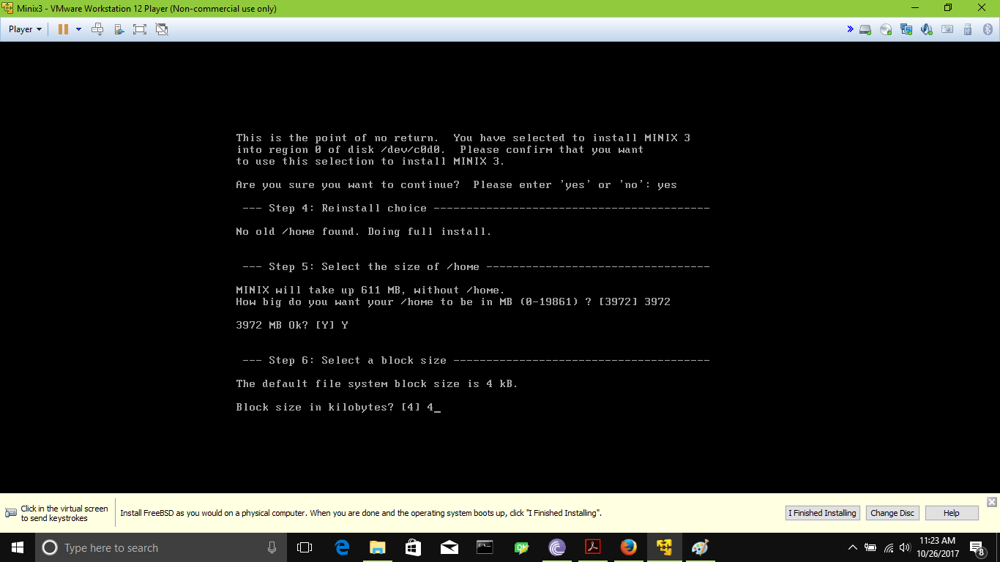 Minix3 - VMware Workstation 12 Player (Non-commercial use only)
Player
This is the point of no return.  You have selected to install MINIX 3
into region 0 of disk /dev/c0d0.  Please confirm that you want
to use this selection to install MINIX 3.
Are you sure you want to continue?  Please enter 'yes' or 'no': yes
--- Step 4: Reinstall choice ------------------------------------------
No old /home found. Doing full install.
--- Step 5: Select the size of /home ----------------------------------
MINIX will take up 611 MB, without /home.
How big do you want your /home to be in MB (0-19861) ? [3972] 3972
3972 MB Ok? [Y] Y
--- Step 6: Select a block size ---------------------------------------
The default file system block size is 4 kB.
Block size in kilobytes? [4] 4_
Click in the virtual screen
to send keystrokes
Install FreeBSD as you would on a physical computer. When you are done and the operating system boots up, click "I Finished Installing".
I Finished Installing
Change Disc
Help
Type here to search
11:23 AM
10/26/2017
8